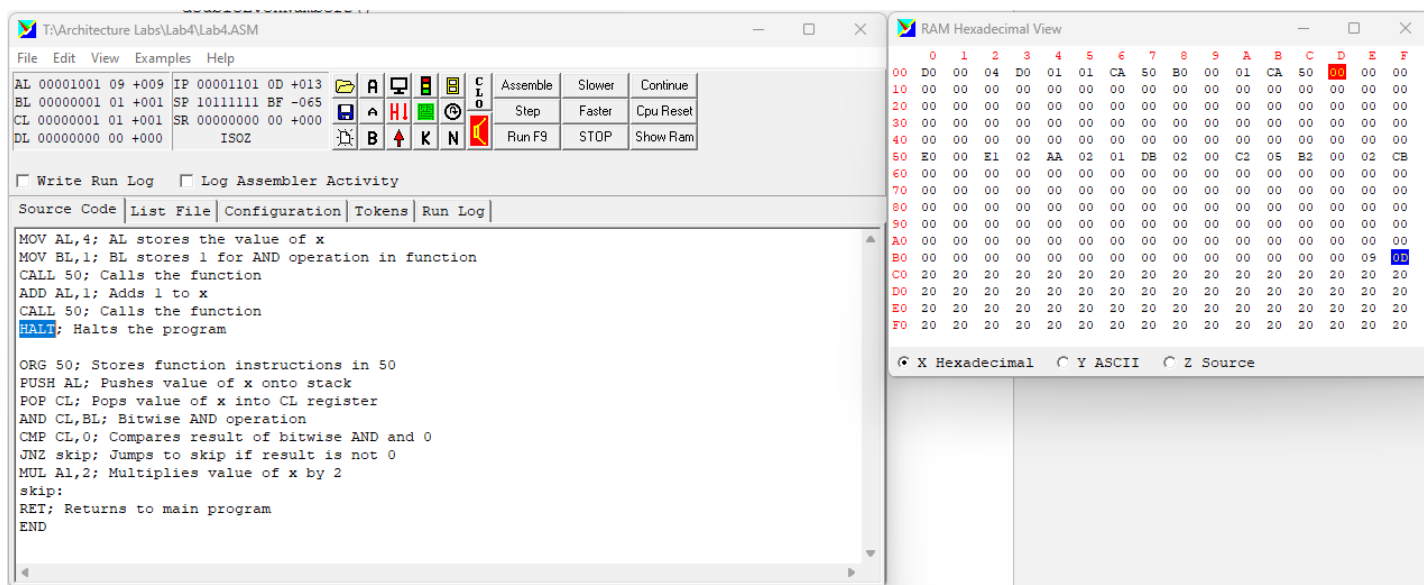 T:\Architecture Labs\Lab4\Lab4.ASM
File Edit View Examples Help
AL 00001001 09 +009 IP 00001101 0D +013
BL 00000001 01 +001 SP 10111111 BF -065
CL 00000001 01 +001 SR 00000000 00 +000
DL 00000000 00 +000 ISOZ
A
CLO
Assemble Slower Continue
A
Step Faster Cpu Reset
B K N
Run F9 STOP Show Ram
Write Run Log Log Assembler Activity
Source Code List File Configuration Tokens Run Log
MOV AL,4; AL stores the value of x
MOV BL,1; BL stores 1 for AND operation in function
CALL 50; Calls the function
ADD AL,1; Adds 1 to x
CALL 50; Calls the function
HALT; Halts the program
ORG 50; Stores function instructions in 50
PUSH AL; Pushes value of x onto stack
POP CL; Pops value of x into CL register
AND CL,BL; Bitwise AND operation
CMP CL,0; Compares result of bitwise AND and 0
JNZ skip; Jumps to skip if result is not 0
MUL Al,2; Multiplies value of x by 2
skip:
RET; Returns to main program
END
RAM Hexadecimal View
0 1 2 3 4 5 6 7 8 9 A B C D E F
00 D0 00 04 D0 01 01 CA 50 B0 00 01 CA 50 00 00 00
10 00 00 00 00 00 00 00 00 00 00 00 00 00 00 00 00
20 00 00 00 00 00 00 00 00 00 00 00 00 00 00 00 00
30 00 00 00 00 00 00 00 00 00 00 00 00 00 00 00 00
40 00 00 00 00 00 00 00 00 00 00 00 00 00 00 00 00
50 E0 00 E1 02 AA 02 01 DB 02 00 C2 05 B2 00 02 CB
60 00 00 00 00 00 00 00 00 00 00 00 00 00 00 00 00
70 00 00 00 00 00 00 00 00 00 00 00 00 00 00 00 00
80 00 00 00 00 00 00 00 00 00 00 00 00 00 00 00 00
90 00 00 00 00 00 00 00 00 00 00 00 00 00 00 00 00
A0 00 00 00 00 00 00 00 00 00 00 00 00 00 00 00 00
B0 00 00 00 00 00 00 00 00 00 00 00 00 00 00 09 0D
C0 20 20 20 20 20 20 20 20 20 20 20 20 20 20 20 20
D0 20 20 20 20 20 20 20 20 20 20 20 20 20 20 20 20
E0 20 20 20 20 20 20 20 20 20 20 20 20 20 20 20 20
F0 20 20 20 20 20 20 20 20 20 20 20 20 20 20 20 20
X Hexadecimal Y ASCII Z Source